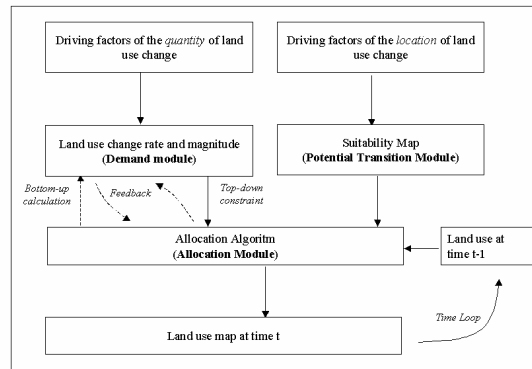 Driving factors of the quantity of land
use change
Driving factors of the location of land
use change
Land use change rate and magnitude
(Demand module)
Suitability Map
(Potential Transition Module)
Bottom-up
calculation
Feedback
Top-down
constraint
Allocation Algoritm
(Allocation Module)
Land use at
time t-1
Land use map at time t
Time Loop